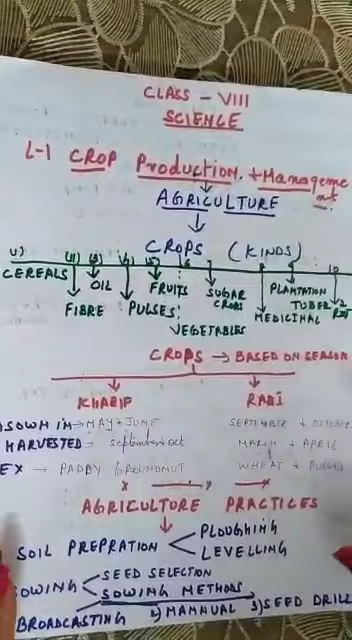 CLASS - VIII
SCIENCE
L-1 CROP Production + Management.
AGRICULTURE
CROPS (KINDS)
CEREALS OIL FRUITS SUGAR CROPS PLANTATION
FIBRE PULSES VEGETABLES MEDICINAL TUBER
CROPS → BASED ON SEASON
KHARIF RABI
SOWN IN → MAY + JUNE SEPTEMBER + OCTOBER
HARVESTED = september + oct MARCH + APRIL
EX → PADDY GROUNDNUT WHEAT + PULSES
AGRICULTURE PRACTICES
SOIL PREPRATION PLOUGHING
LEVELLING
SOWING SEED SELECTION
SOWING METHODS
BROADCASTING 2) MANNUAL 3) SEED DRILL